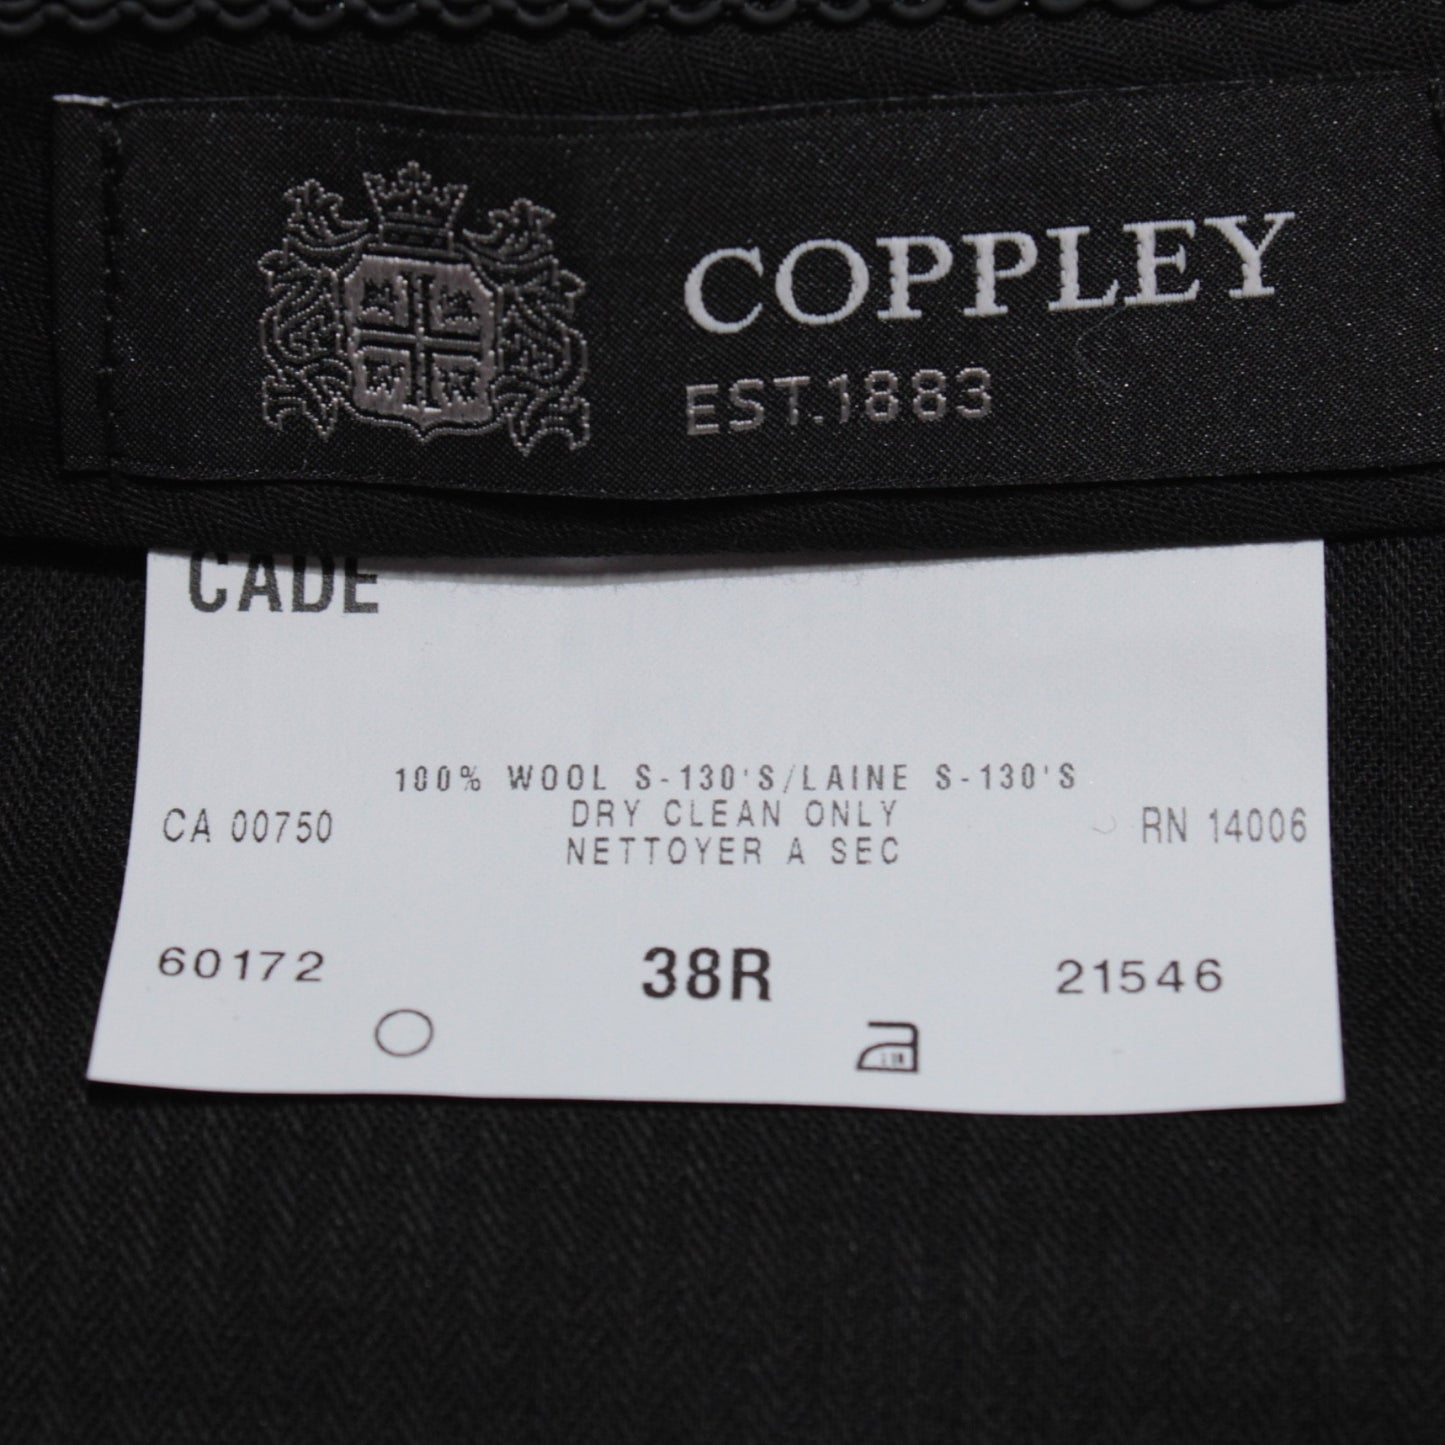 COPPLEY
EST.1883
CADE
100% WOOL S-130'S/LAINE S-130'S
DRY CLEAN ONLY
CA 00750
RN 14006
NETTOYER A SEC
60172
38R
21546